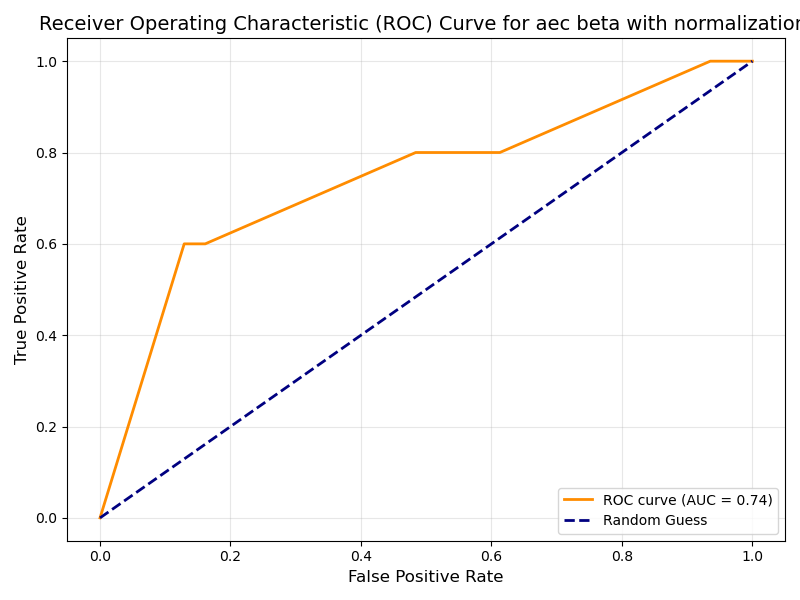 Receiver Operating Characteristic (ROC) Curve for aec beta with normalization
1.0
0.8
0.6
0.4
0.2
0.0
True Positive Rate
0.0 0.2 0.4 0.6 0.8 1.0
False Positive Rate
ROC curve (AUC = 0.74)
Random Guess